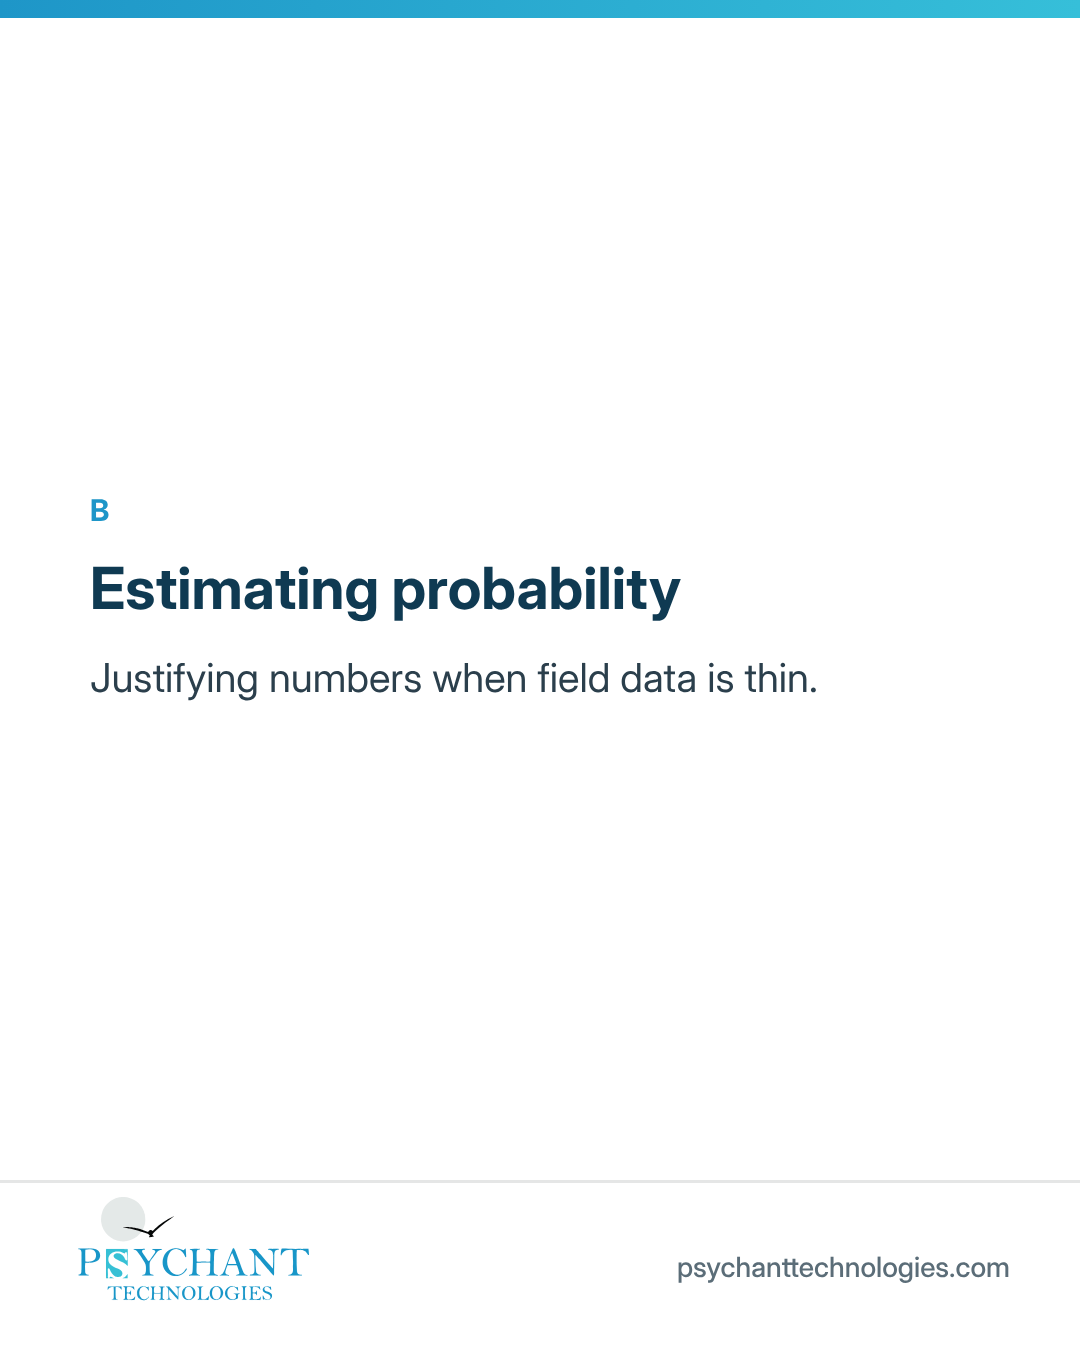 B
Estimating probability
Justifying numbers when field data is thin.
PSYCHANT
TECHNOLOGIES
psychanttechnologies.com